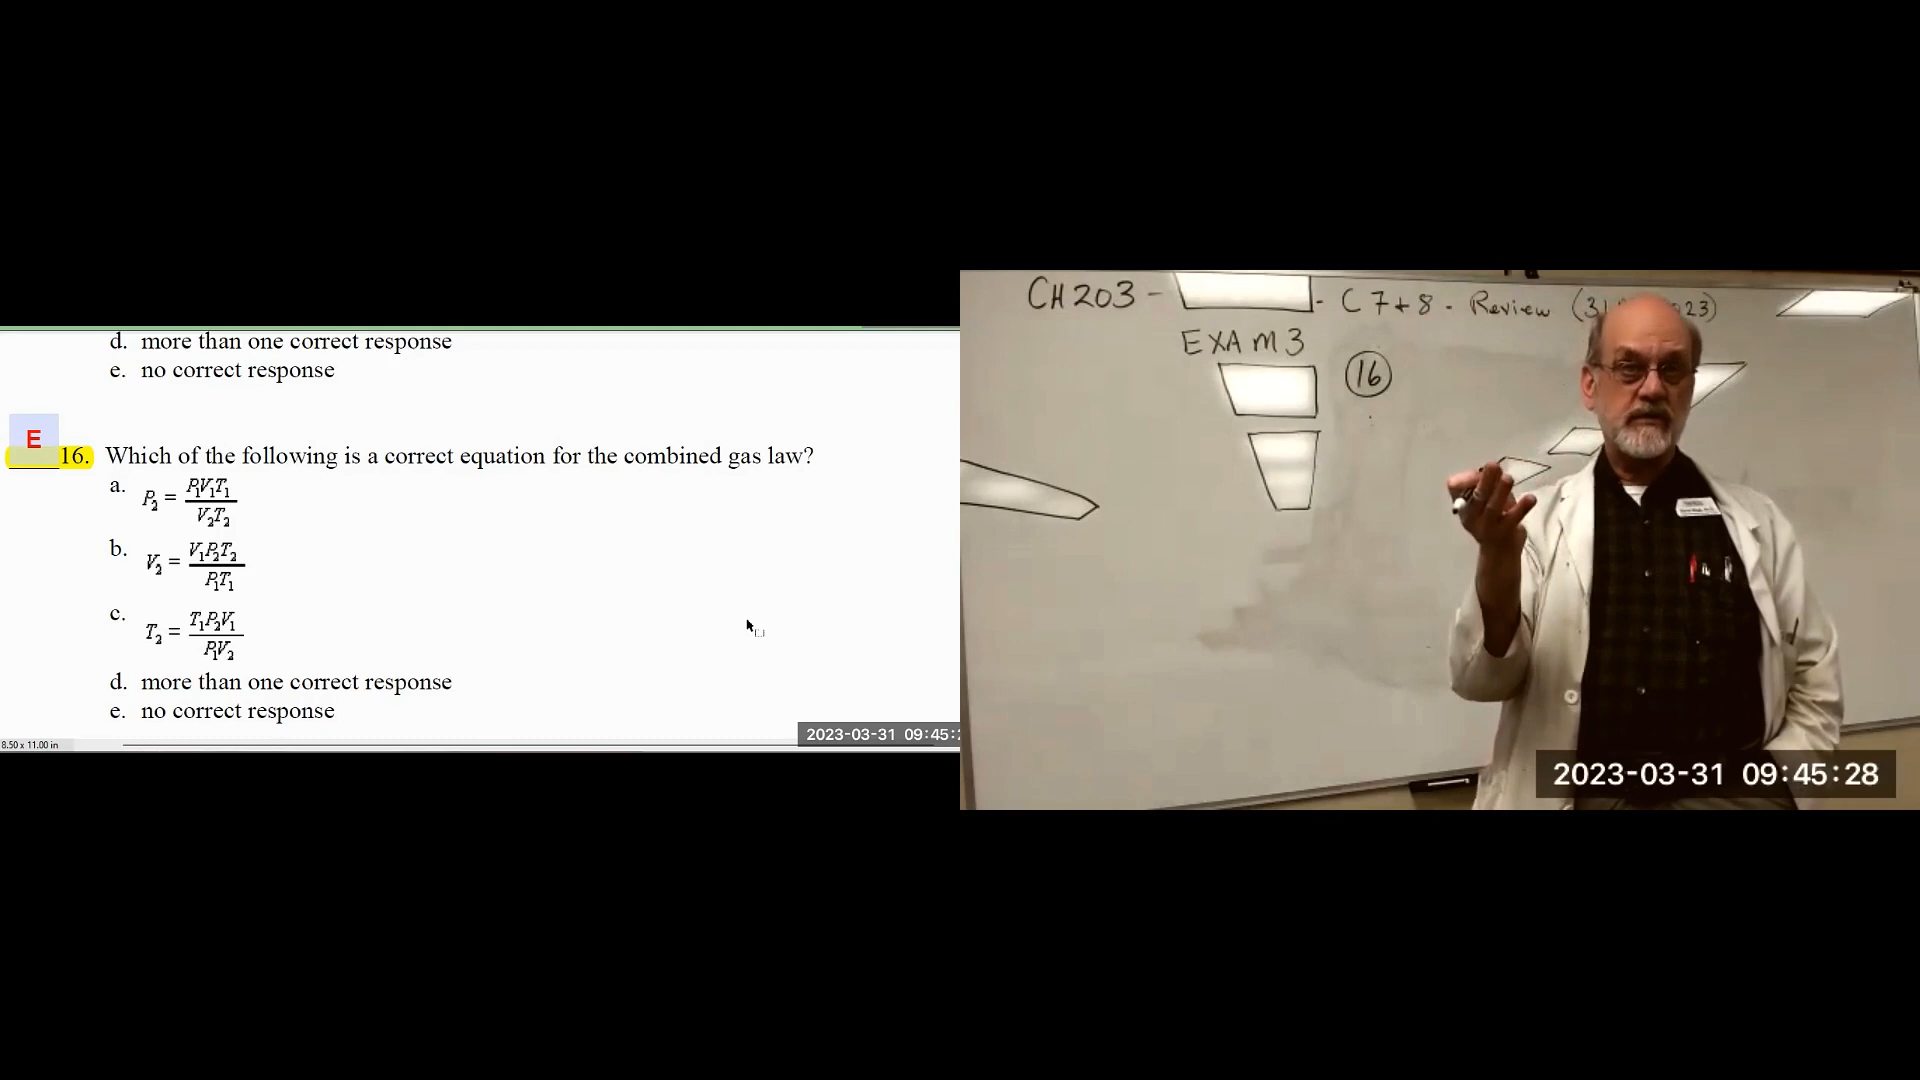 d. more than one correct response
e. no correct response
E
16. Which of the following is a correct equation for the combined gas law?
a. P₂ = P₁V₁T₁ / V₂T₂
b. V₂ = V₁P₂T₂ / P₁T₁
c. T₂ = T₁P₂V₁ / P₁V₂
d. more than one correct response
e. no correct response
8.50 x 11.00 in
2023-03-31 09:45:2
CH203 - - C 7+8 - Review (31 23)
EXAM 3
16
2023-03-31 09:45:28